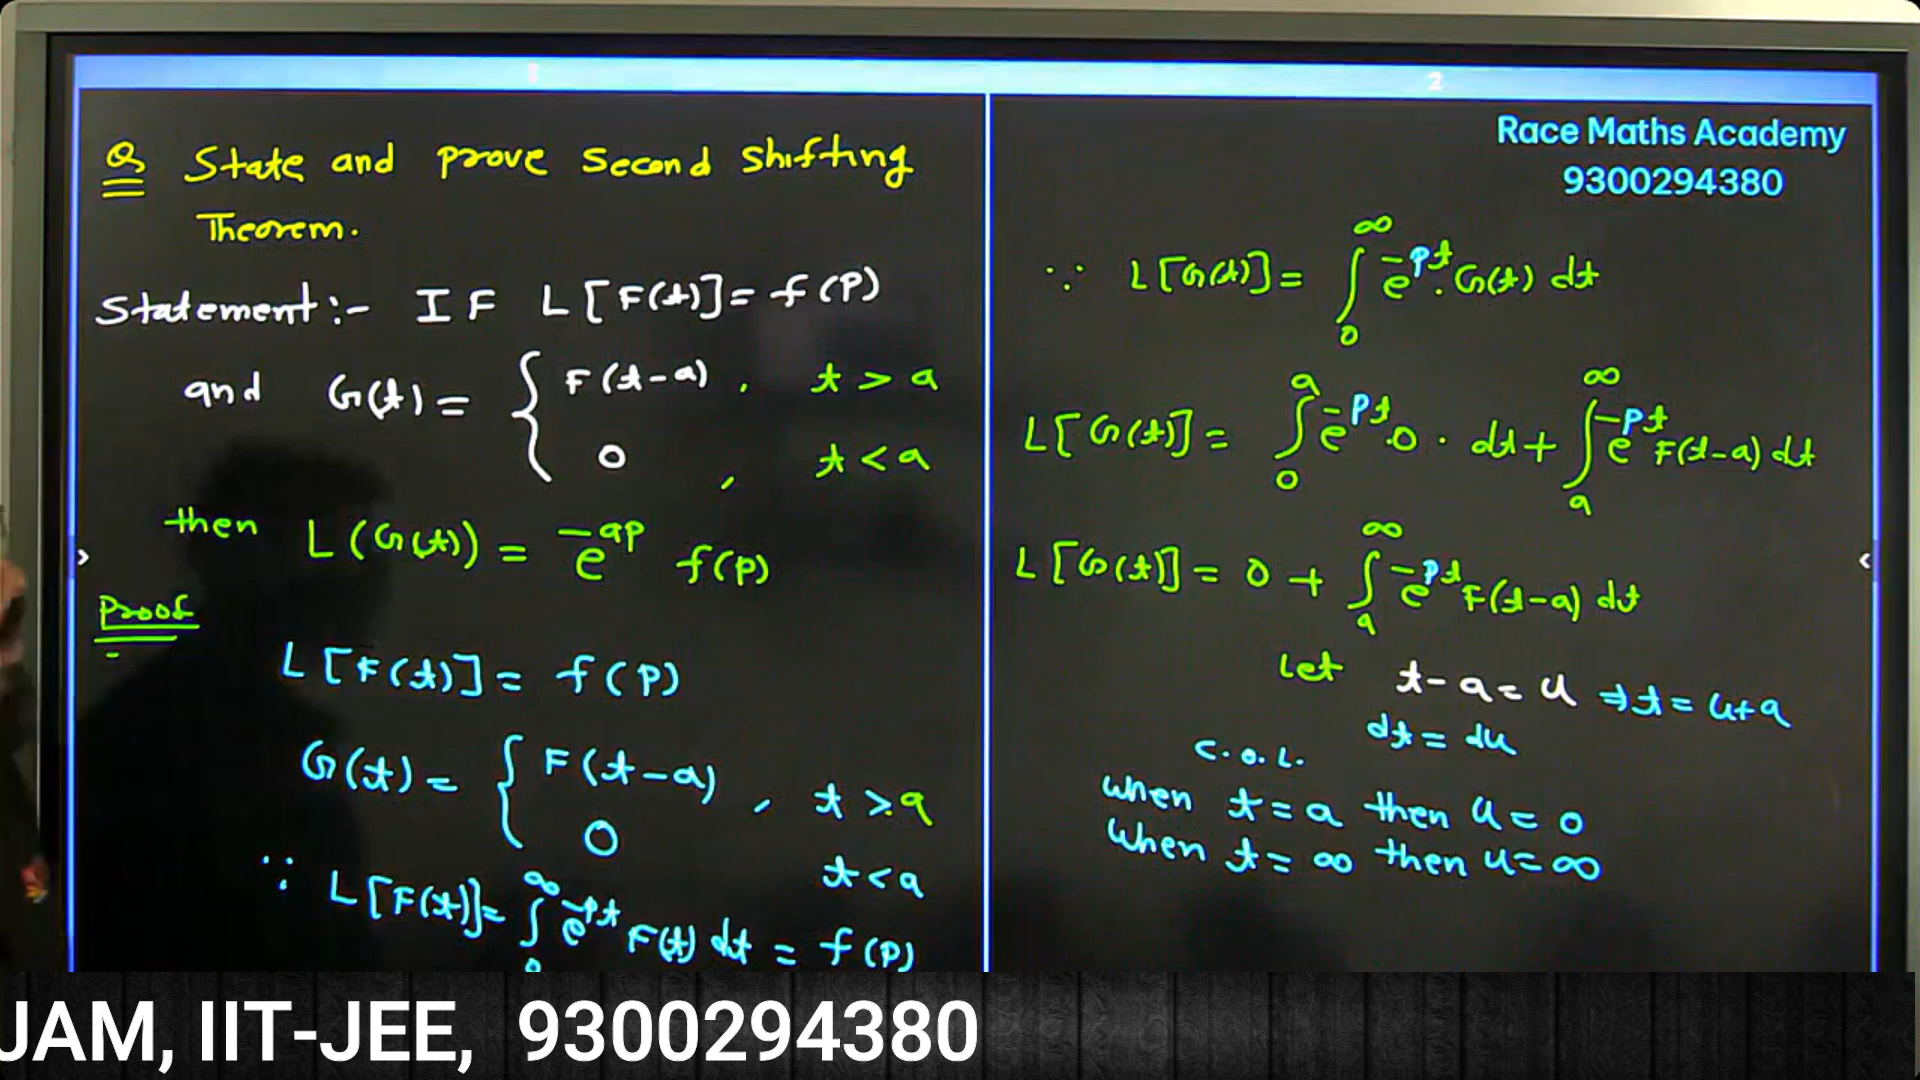 1
Q State and prove Second Shifting
Theorem.
Statement:- IF L[F(t)] = f(p)
and G(t) = { F(t-a) , t > a
0 , t < a
then L(G(t)) = e^-ap f(p)
Proof
L[F(t)] = f(p)
G(t) = { F(t-a) , t > a
0 t < a
∵ L[F(t)] = ∫_0^∞ e^-pt F(t) dt = f(p)
2
Race Maths Academy
9300294380
∵ L[G(t)] = ∫_0^∞ e^-pt . G(t) dt
L[G(t)] = ∫_0^a e^-pt .0 . dt + ∫_a^∞ e^-pt F(t-a) dt
L[G(t)] = 0 + ∫_a^∞ e^-pt F(t-a) dt
Let t-a = u ⇒ t = u+a
dt = du
C.O.L.
when t = a then u = 0
when t = ∞ then u = ∞
JAM, IIT-JEE, 9300294380